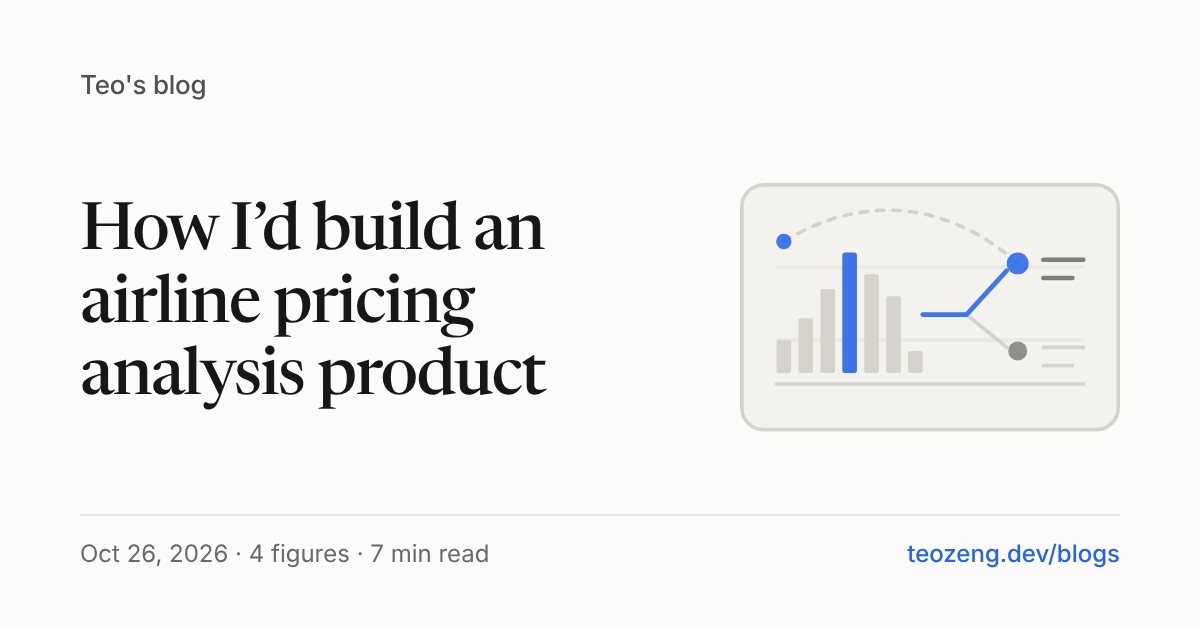 Teo's blog
How I’d build an
airline pricing
analysis product
Oct 26, 2026 · 4 figures · 7 min read
teozeng.dev/blogs